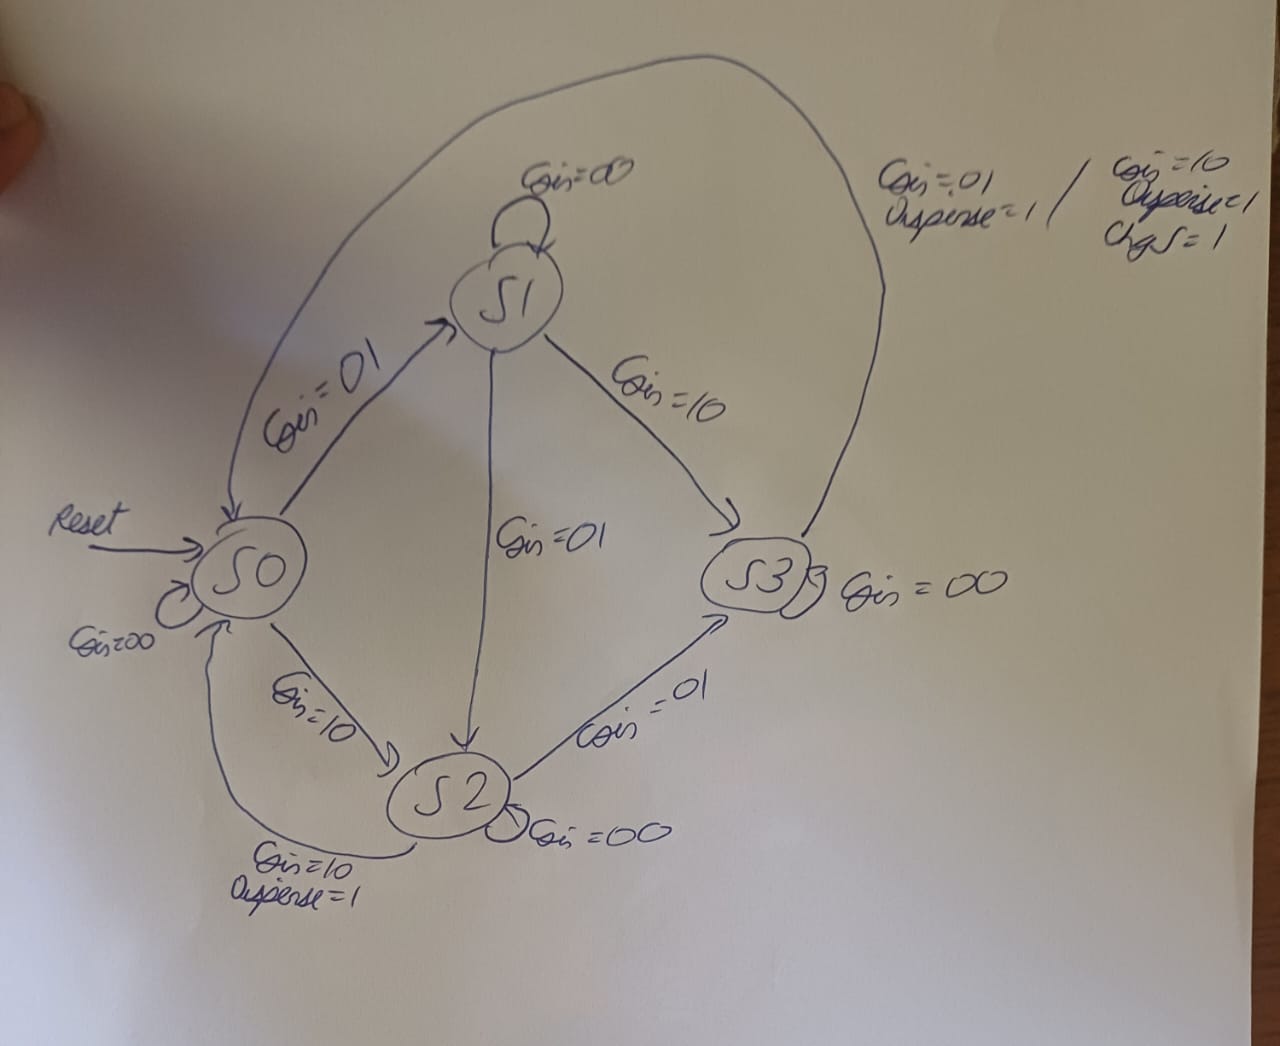 Coin=00
Coin=01 / Coin=10
Dispense=1 Dispense=1
Chg5=1
S1
Coin=01
Coin=10
Reset
Coin=01
S0
S3
Coin=00
Coin=00
Coin=10
Coin=01
S2
Coin=00
Coin=10
Dispense=1